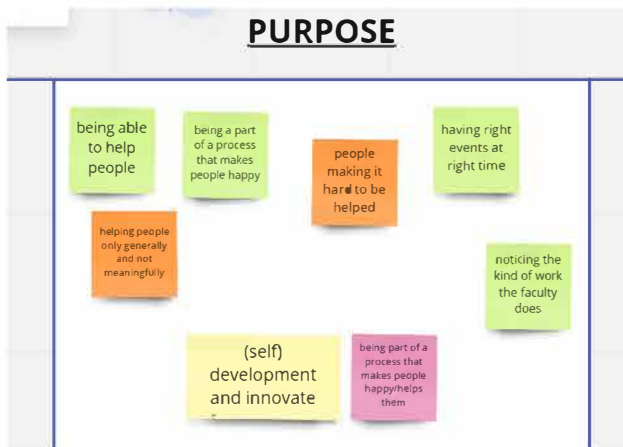 PURPOSE
being able
to help
people
being a part
of a process
that makes
people happy
people
making it
hard to be
helped
having right
events at
right time
helping people
only generally
and not
meaningfully
noticing the
kind of work
the faculty
does
(self)
development
and innovate
being part of a
process that
makes people
happy/helps
them